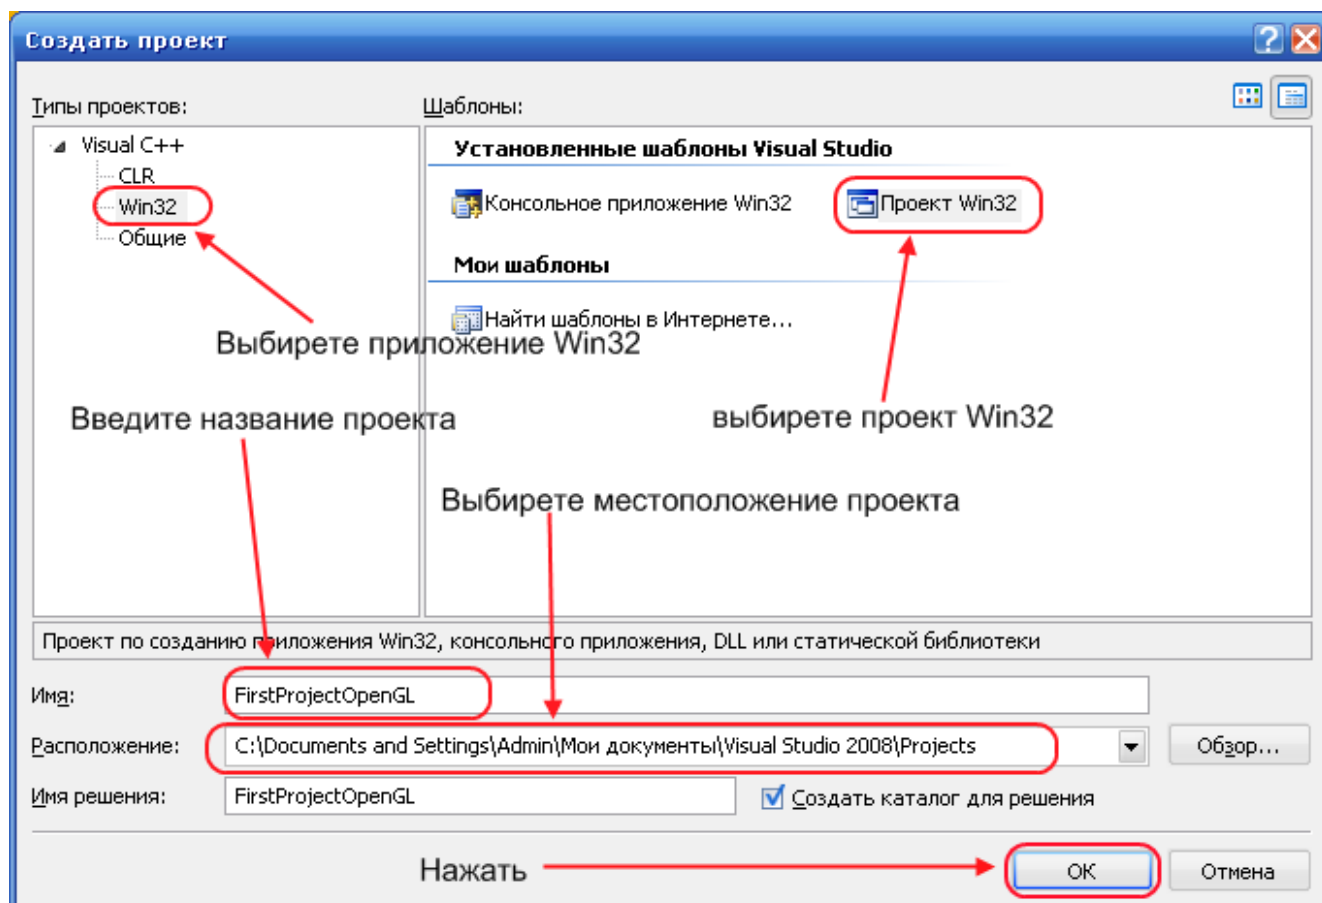 Создать проект
Типы проектов:
Шаблоны:
Visual C++
CLR
Win32
Общие
Установленные шаблоны Visual Studio
Консольное приложение Win32
Проект Win32
Мои шаблоны
Найти шаблоны в Интернете...
Выбирете приложение Win32
Введите название проекта
выбирете проект Win32
Выбирете местоположение проекта
Проект по созданию приложения Win32, консольного приложения, DLL или статической библиотеки
Имя:
FirstProjectOpenGL
Расположение:
C:\Documents and Settings\Admin\Мои документы\Visual Studio 2008\Projects
Обзор...
Имя решения:
FirstProjectOpenGL
Создать каталог для решения
Нажать
ОК
Отмена